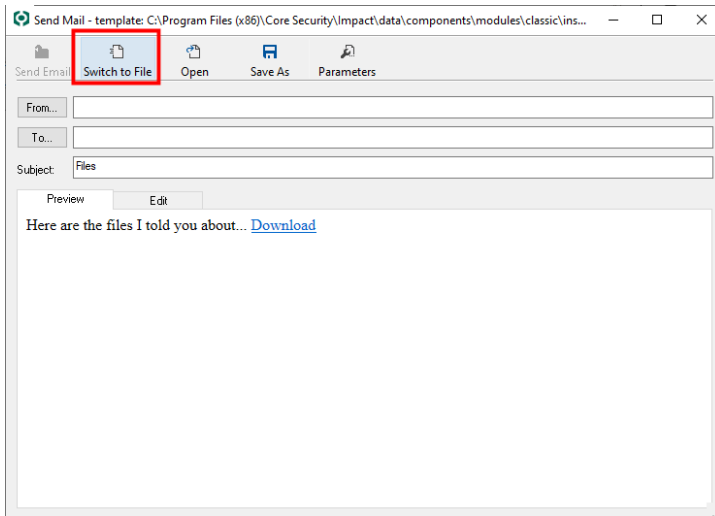 Send Mail - template: C:\Program Files (x86)\Core Security\Impact\data\components\modules\classic\ins...
Send Email Switch to File Open Save As Parameters
From...
To...
Subject: Files
Preview Edit
Here are the files I told you about... Download